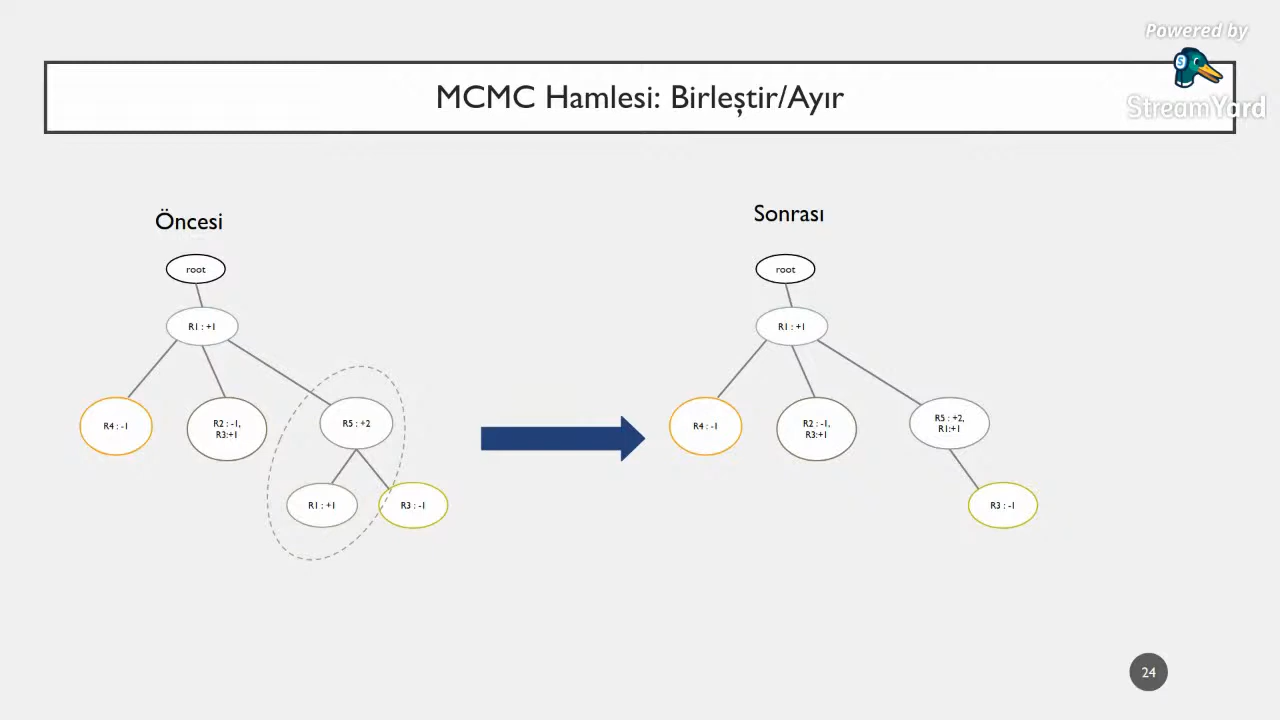 Powered by
StreamYard
MCMC Hamlesi: Birleştir/Ayır
Öncesi
root
R1 : +1
R4 : -1
R2 : -1,
R3:+1
R5 : +2
R1 : +1
R3 : -1
Sonrası
root
R1 : +1
R4 : -1
R2 : -1,
R3:+1
R5 : +2,
R1:+1
R3 : -1
24